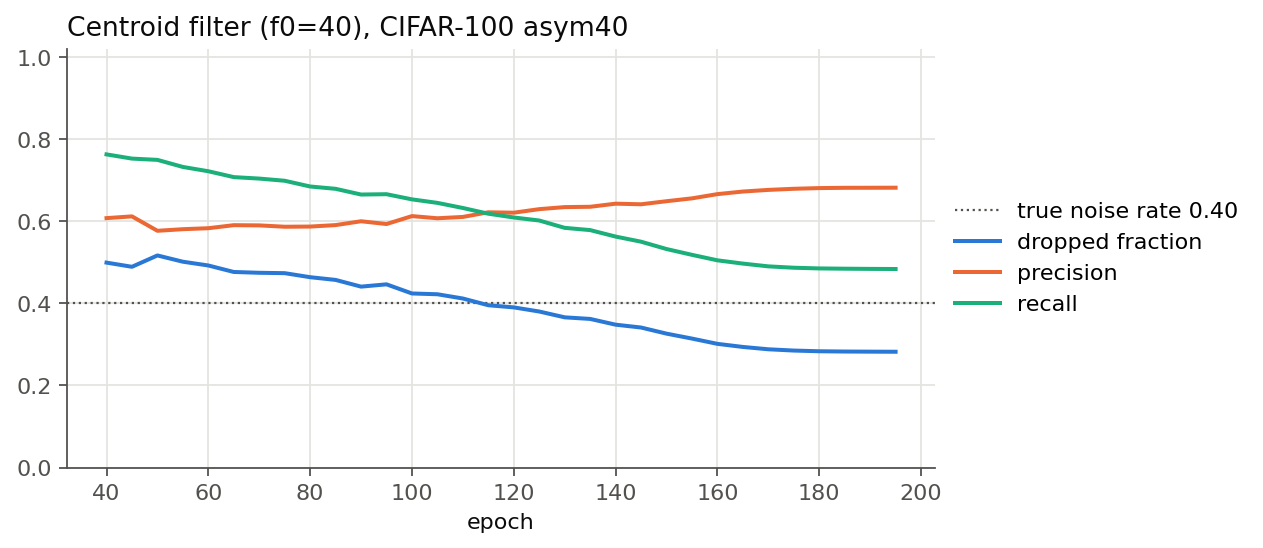 Centroid filter (f0=40), CIFAR-100 asym40
1.0
0.8
0.6
0.4
0.2
0.0
40 60 80 100 120 140 160 180 200
epoch
true noise rate 0.40
dropped fraction
precision
recall